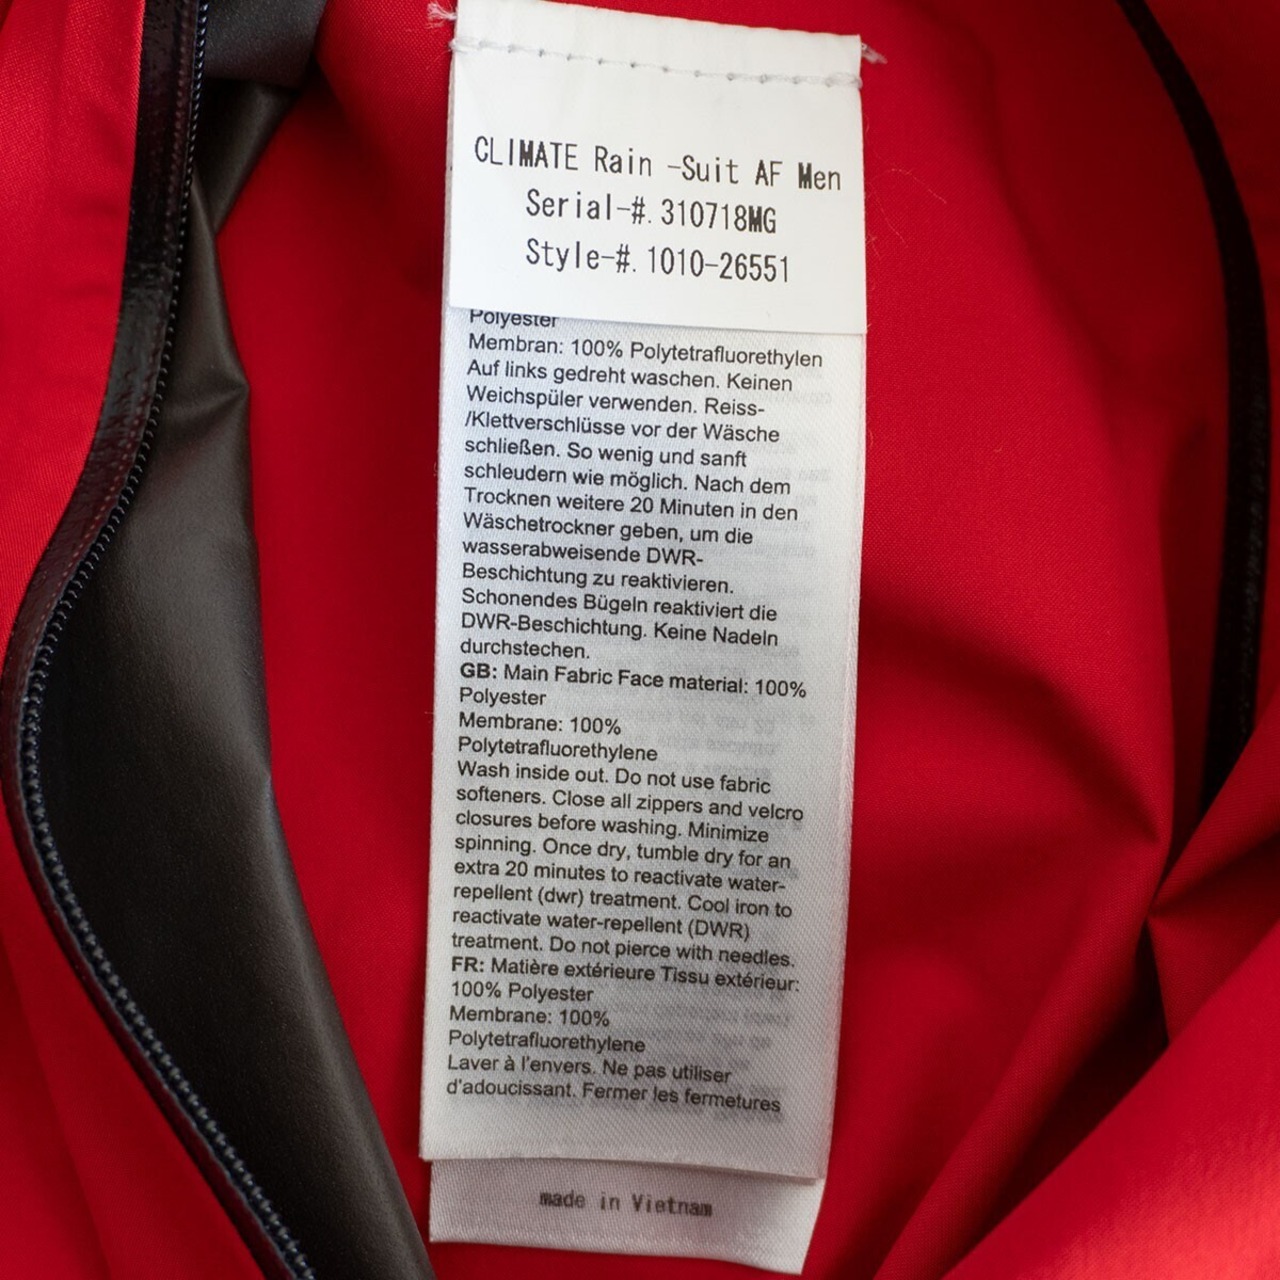 CLIMATE Rain -Suit AF Men
Serial-#. 310718MG
Style-#. 1010-26551
Polyester
Membran: 100% Polytetrafluorethylen
Auf links gedreht waschen. Keinen
Weichspüler verwenden. Reiss-
/Klettverschlüsse vor der Wäsche
schließen. So wenig und sanft
schleudern wie möglich. Nach dem
Trocknen weitere 20 Minuten in den
Wäschetrockner geben, um die
wasserabweisende DWR-
Beschichtung zu reaktivieren.
Schonendes Bügeln reaktiviert die
DWR-Beschichtung. Keine Nadeln
durchstechen.
GB: Main Fabric Face material: 100%
Polyester
Membrane: 100%
Polytetrafluorethylene
Wash inside out. Do not use fabric
softeners. Close all zippers and velcro
closures before washing. Minimize
spinning. Once dry, tumble dry for an
extra 20 minutes to reactivate water-
repellent (dwr) treatment. Cool iron to
reactivate water-repellent (DWR)
treatment. Do not pierce with needles.
FR: Matière extérieure Tissu extérieur:
100% Polyester
Membrane: 100%
Polytetrafluorethylene
Laver à l'envers. Ne pas utiliser
d'adoucissant. Fermer les fermetures
made in Vietnam